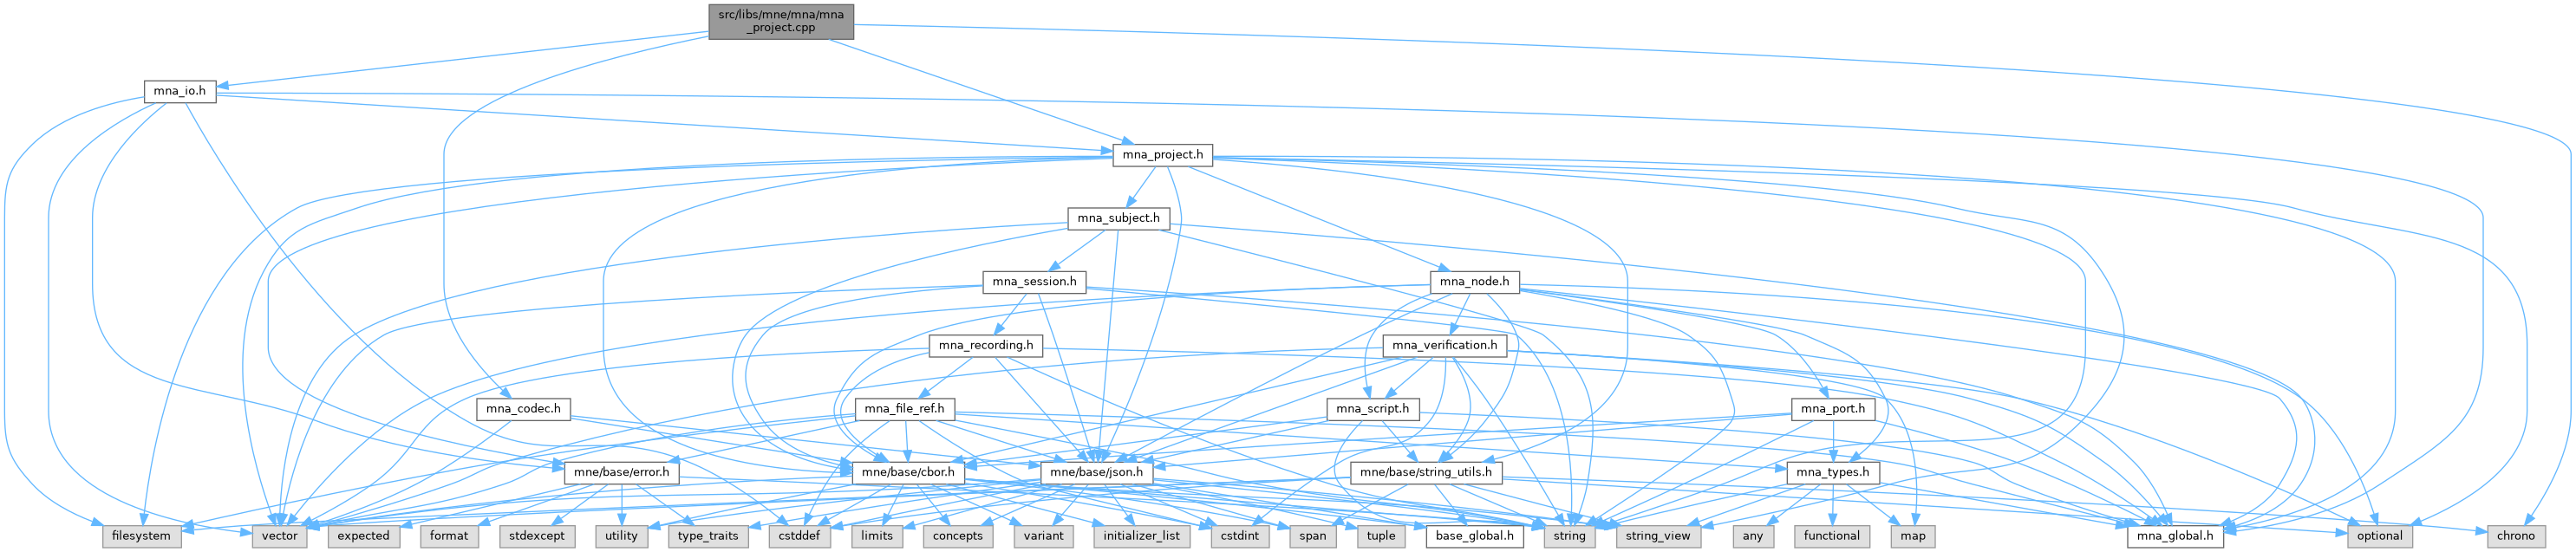 src/libs/mne/mna/mna
_project.cpp
mna_io.h
mna_project.h
mna_subject.h
mna_session.h
mna_node.h
mna_recording.h
mna_verification.h
mna_codec.h
mna_file_ref.h
mna_script.h
mna_port.h
mne/base/error.h
mne/base/cbor.h
mne/base/json.h
mne/base/string_utils.h
mna_types.h
filesystem
vector
expected
format
stdexcept
utility
type_traits
cstddef
limits
concepts
variant
initializer_list
cstdint
span
tuple
base_global.h
string
string_view
any
functional
map
mna_global.h
optional
chrono